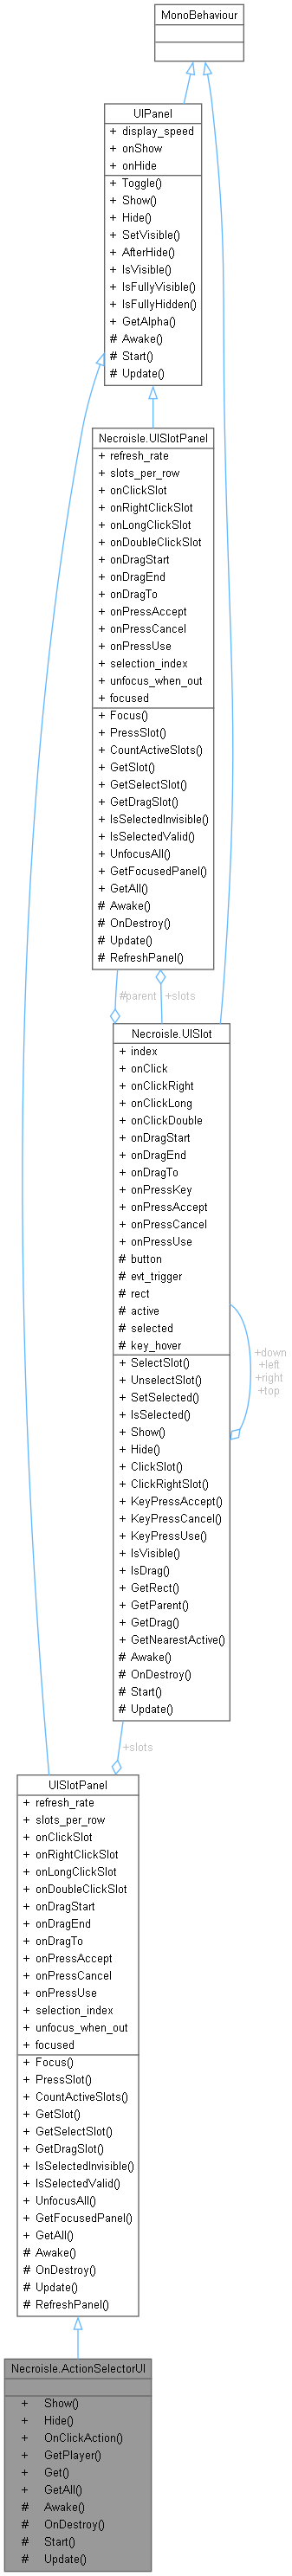 MonoBehaviour
UIPanel
+ display_speed
+ onShow
+ onHide
+ Toggle()
+ Show()
+ Hide()
+ SetVisible()
+ AfterHide()
+ IsVisible()
+ IsFullyVisible()
+ IsFullyHidden()
+ GetAlpha()
# Awake()
# Start()
# Update()
Necroisle.UISlotPanel
+ refresh_rate
+ slots_per_row
+ onClickSlot
+ onRightClickSlot
+ onLongClickSlot
+ onDoubleClickSlot
+ onDragStart
+ onDragEnd
+ onDragTo
+ onPressAccept
+ onPressCancel
+ onPressUse
+ selection_index
+ unfocus_when_out
+ focused
+ Focus()
+ PressSlot()
+ CountActiveSlots()
+ GetSlot()
+ GetSelectSlot()
+ GetDragSlot()
+ IsSelectedInvisible()
+ IsSelectedValid()
+ UnfocusAll()
+ GetFocusedPanel()
+ GetAll()
# Awake()
# OnDestroy()
# Update()
# RefreshPanel()
#parent +slots
Necroisle.UISlot
+ index
+ onClick
+ onClickRight
+ onClickLong
+ onClickDouble
+ onDragStart
+ onDragEnd
+ onDragTo
+ onPressKey
+ onPressAccept
+ onPressCancel
+ onPressUse
# button
# evt_trigger
# rect
# active
# selected
# key_hover
+ SelectSlot()
+ UnselectSlot()
+ SetSelected()
+ IsSelected()
+ Show()
+ Hide()
+ ClickSlot()
+ ClickRightSlot()
+ KeyPressAccept()
+ KeyPressCancel()
+ KeyPressUse()
+ IsVisible()
+ IsDrag()
+ GetRect()
+ GetParent()
+ GetDrag()
+ GetNearestActive()
# Awake()
# OnDestroy()
# Start()
# Update()
+down
+left
+right
+top
+slots
UISlotPanel
+ refresh_rate
+ slots_per_row
+ onClickSlot
+ onRightClickSlot
+ onLongClickSlot
+ onDoubleClickSlot
+ onDragStart
+ onDragEnd
+ onDragTo
+ onPressAccept
+ onPressCancel
+ onPressUse
+ selection_index
+ unfocus_when_out
+ focused
+ Focus()
+ PressSlot()
+ CountActiveSlots()
+ GetSlot()
+ GetSelectSlot()
+ GetDragSlot()
+ IsSelectedInvisible()
+ IsSelectedValid()
+ UnfocusAll()
+ GetFocusedPanel()
+ GetAll()
# Awake()
# OnDestroy()
# Update()
# RefreshPanel()
Necroisle.ActionSelectorUI
+ Show()
+ Hide()
+ OnClickAction()
+ GetPlayer()
+ Get()
+ GetAll()
# Awake()
# OnDestroy()
# Start()
# Update()